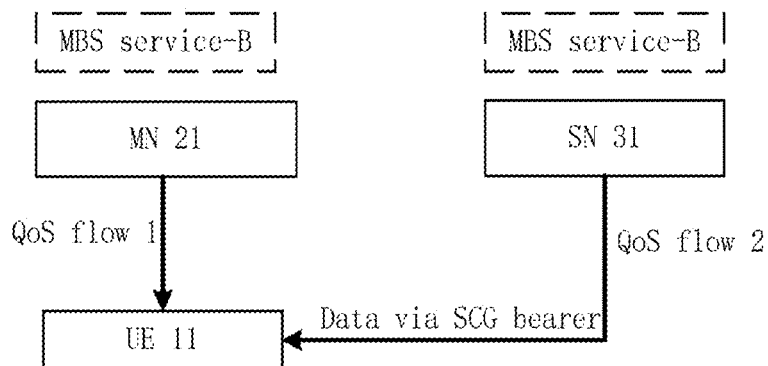 MBS service-B
MBS service-B
MN 21
SN 31
QoS flow 1
QoS flow 2
Data via SCG bearer
UE 11